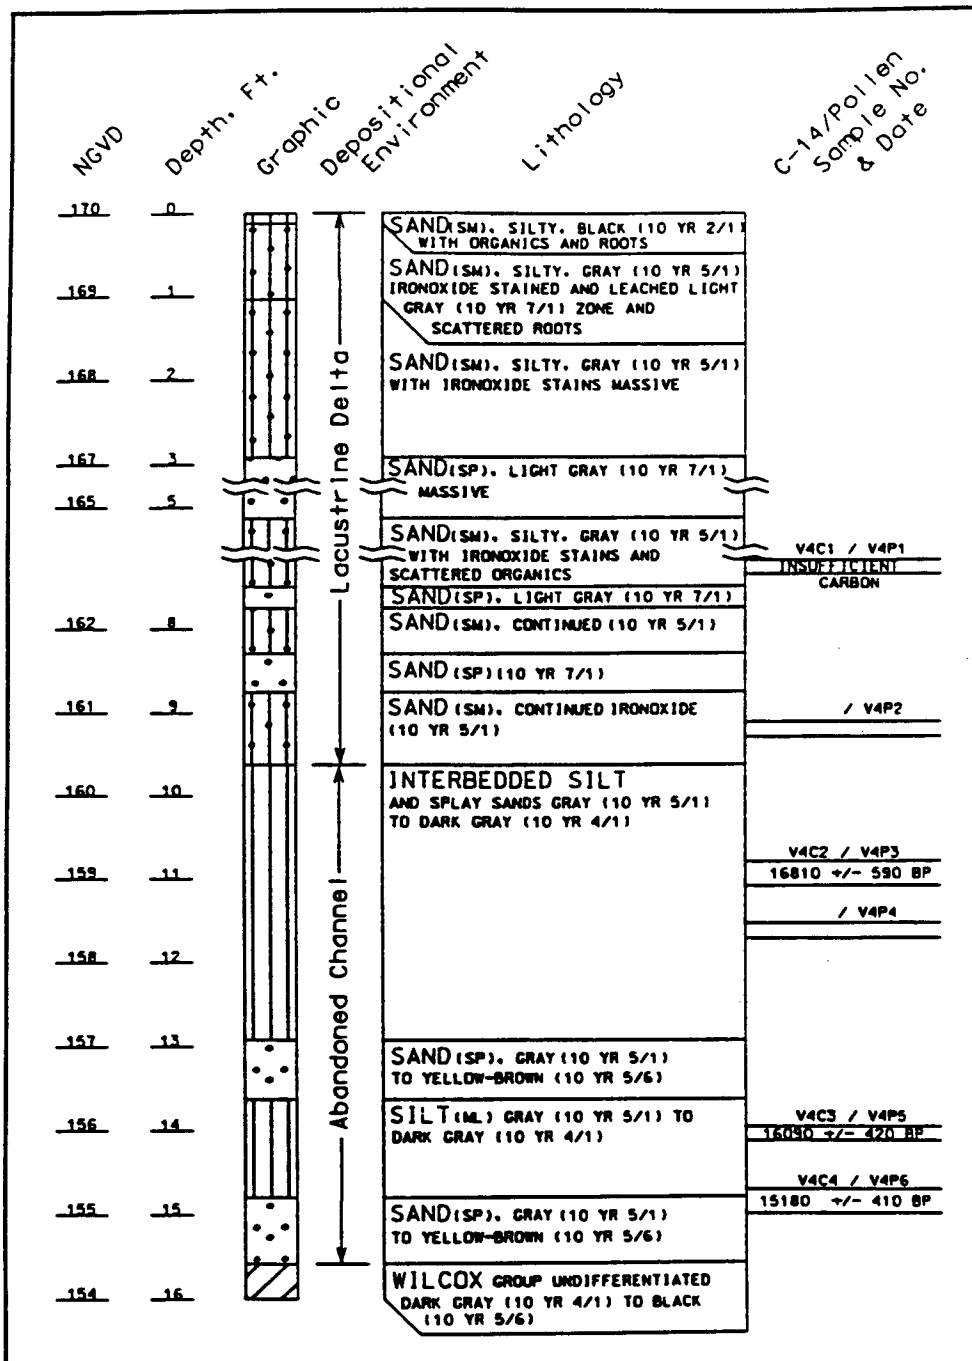 NGVD
Depth. Ft.
Graphic
Depositional
Environment
Lithology
C-14/Pollen
Sample No.
& Date
170 0
SAND(SM). SILTY. BLACK (10 YR 2/1)
WITH ORGANICS AND ROOTS
SAND(SM). SILTY. GRAY (10 YR 5/1)
169 1
IRONOXIDE STAINED AND LEACHED LIGHT
GRAY (10 YR 7/1) ZONE AND
SCATTERED ROOTS
SAND(SM). SILTY. GRAY (10 YR 5/1)
168 2
WITH IRONOXIDE STAINS MASSIVE
Lacustrine Delta
167 3
SAND(SP). LIGHT GRAY (10 YR 7/1)
MASSIVE
165 5
SAND(SM). SILTY. GRAY (10 YR 5/1)
WITH IRONOXIDE STAINS AND
SCATTERED ORGANICS
V4C1 / V4P1
INSUFFICIENT
CARBON
SAND(SP). LIGHT GRAY (10 YR 7/1)
162 8
SAND(SM). CONTINUED (10 YR 5/1)
SAND(SP)(10 YR 7/1)
161 9
SAND (SM). CONTINUED IRONOXIDE
(10 YR 5/1)
/ V4P2
INTERBEDDED SILT
160 10
AND SPLAY SANDS GRAY (10 YR 5/1)
TO DARK GRAY (10 YR 4/1)
V4C2 / V4P3
159 11
16810 +/- 590 BP
/ V4P4
158 12
Abandoned Channel
157 13
SAND(SP). GRAY (10 YR 5/1)
TO YELLOW-BROWN (10 YR 5/6)
SILT(ML) GRAY (10 YR 5/1) TO
156 14
DARK GRAY (10 YR 4/1)
V4C3 / V4P5
16090 +/- 420 BP
V4C4 / V4P6
15180 +/- 410 BP
155 15
SAND(SP). GRAY (10 YR 5/1)
TO YELLOW-BROWN (10 YR 5/6)
WILCOX GROUP UNDIFFERENTIATED
154 16
DARK GRAY (10 YR 4/1) TO BLACK
(10 YR 5/6)